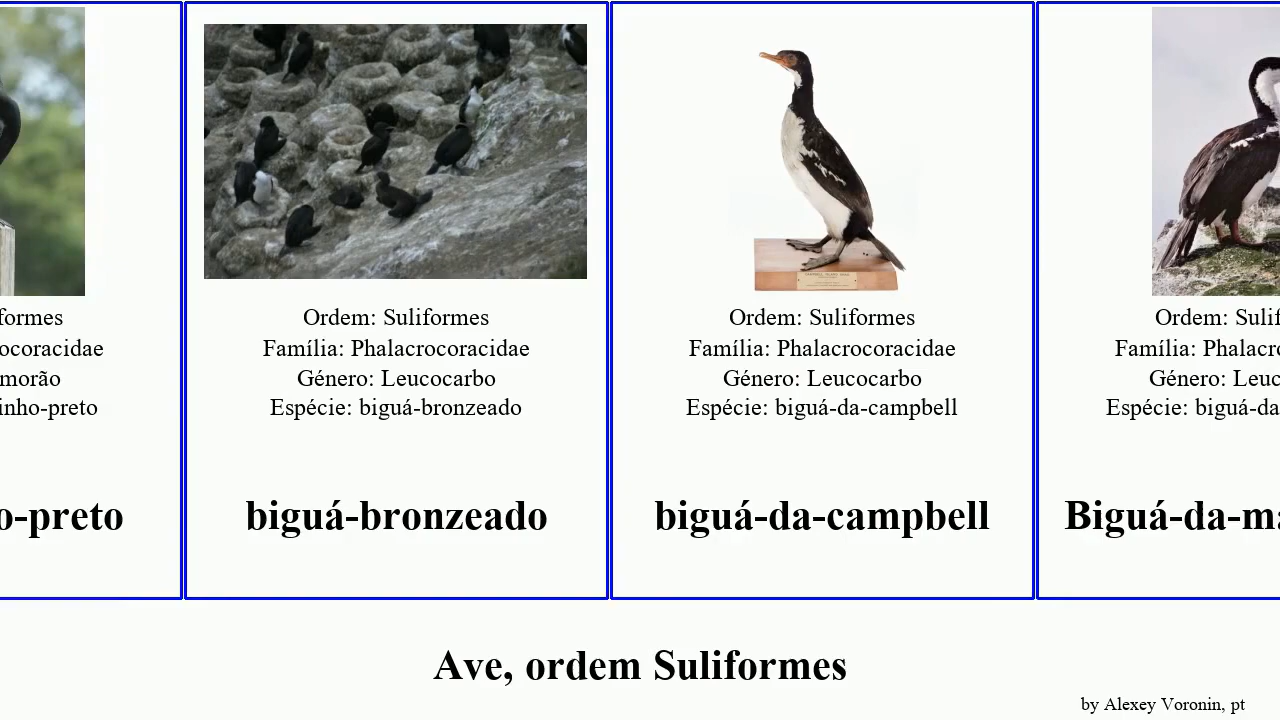 formes
ocoracidae
morão
inho-preto
o-preto
Ordem: Suliformes
Família: Phalacrocoracidae
Género: Leucocarbo
Espécie: biguá-bronzeado
biguá-bronzeado
Ordem: Suliformes
Família: Phalacrocoracidae
Género: Leucocarbo
Espécie: biguá-da-campbell
biguá-da-campbell
Ordem: Sulif
Família: Phalacr
Género: Leuc
Espécie: biguá-da
Biguá-da-ma
Ave, ordem Suliformes
by Alexey Voronin, pt